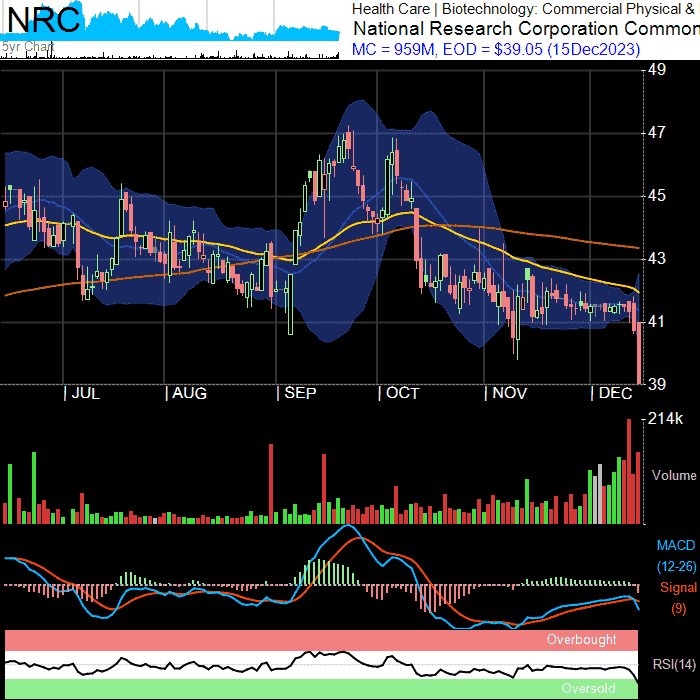 NRC
5yr Chart
Health Care | Biotechnology: Commercial Physical &
National Research Corporation Common
MC = 959M, EOD = $39.05 (15Dec2023)
49
47
45
43
41
39
| JUL | AUG | SEP | OCT | NOV | DEC
214k
Volume
MACD
(12-26)
Signal
(9)
Overbought
RSI(14)
Oversold